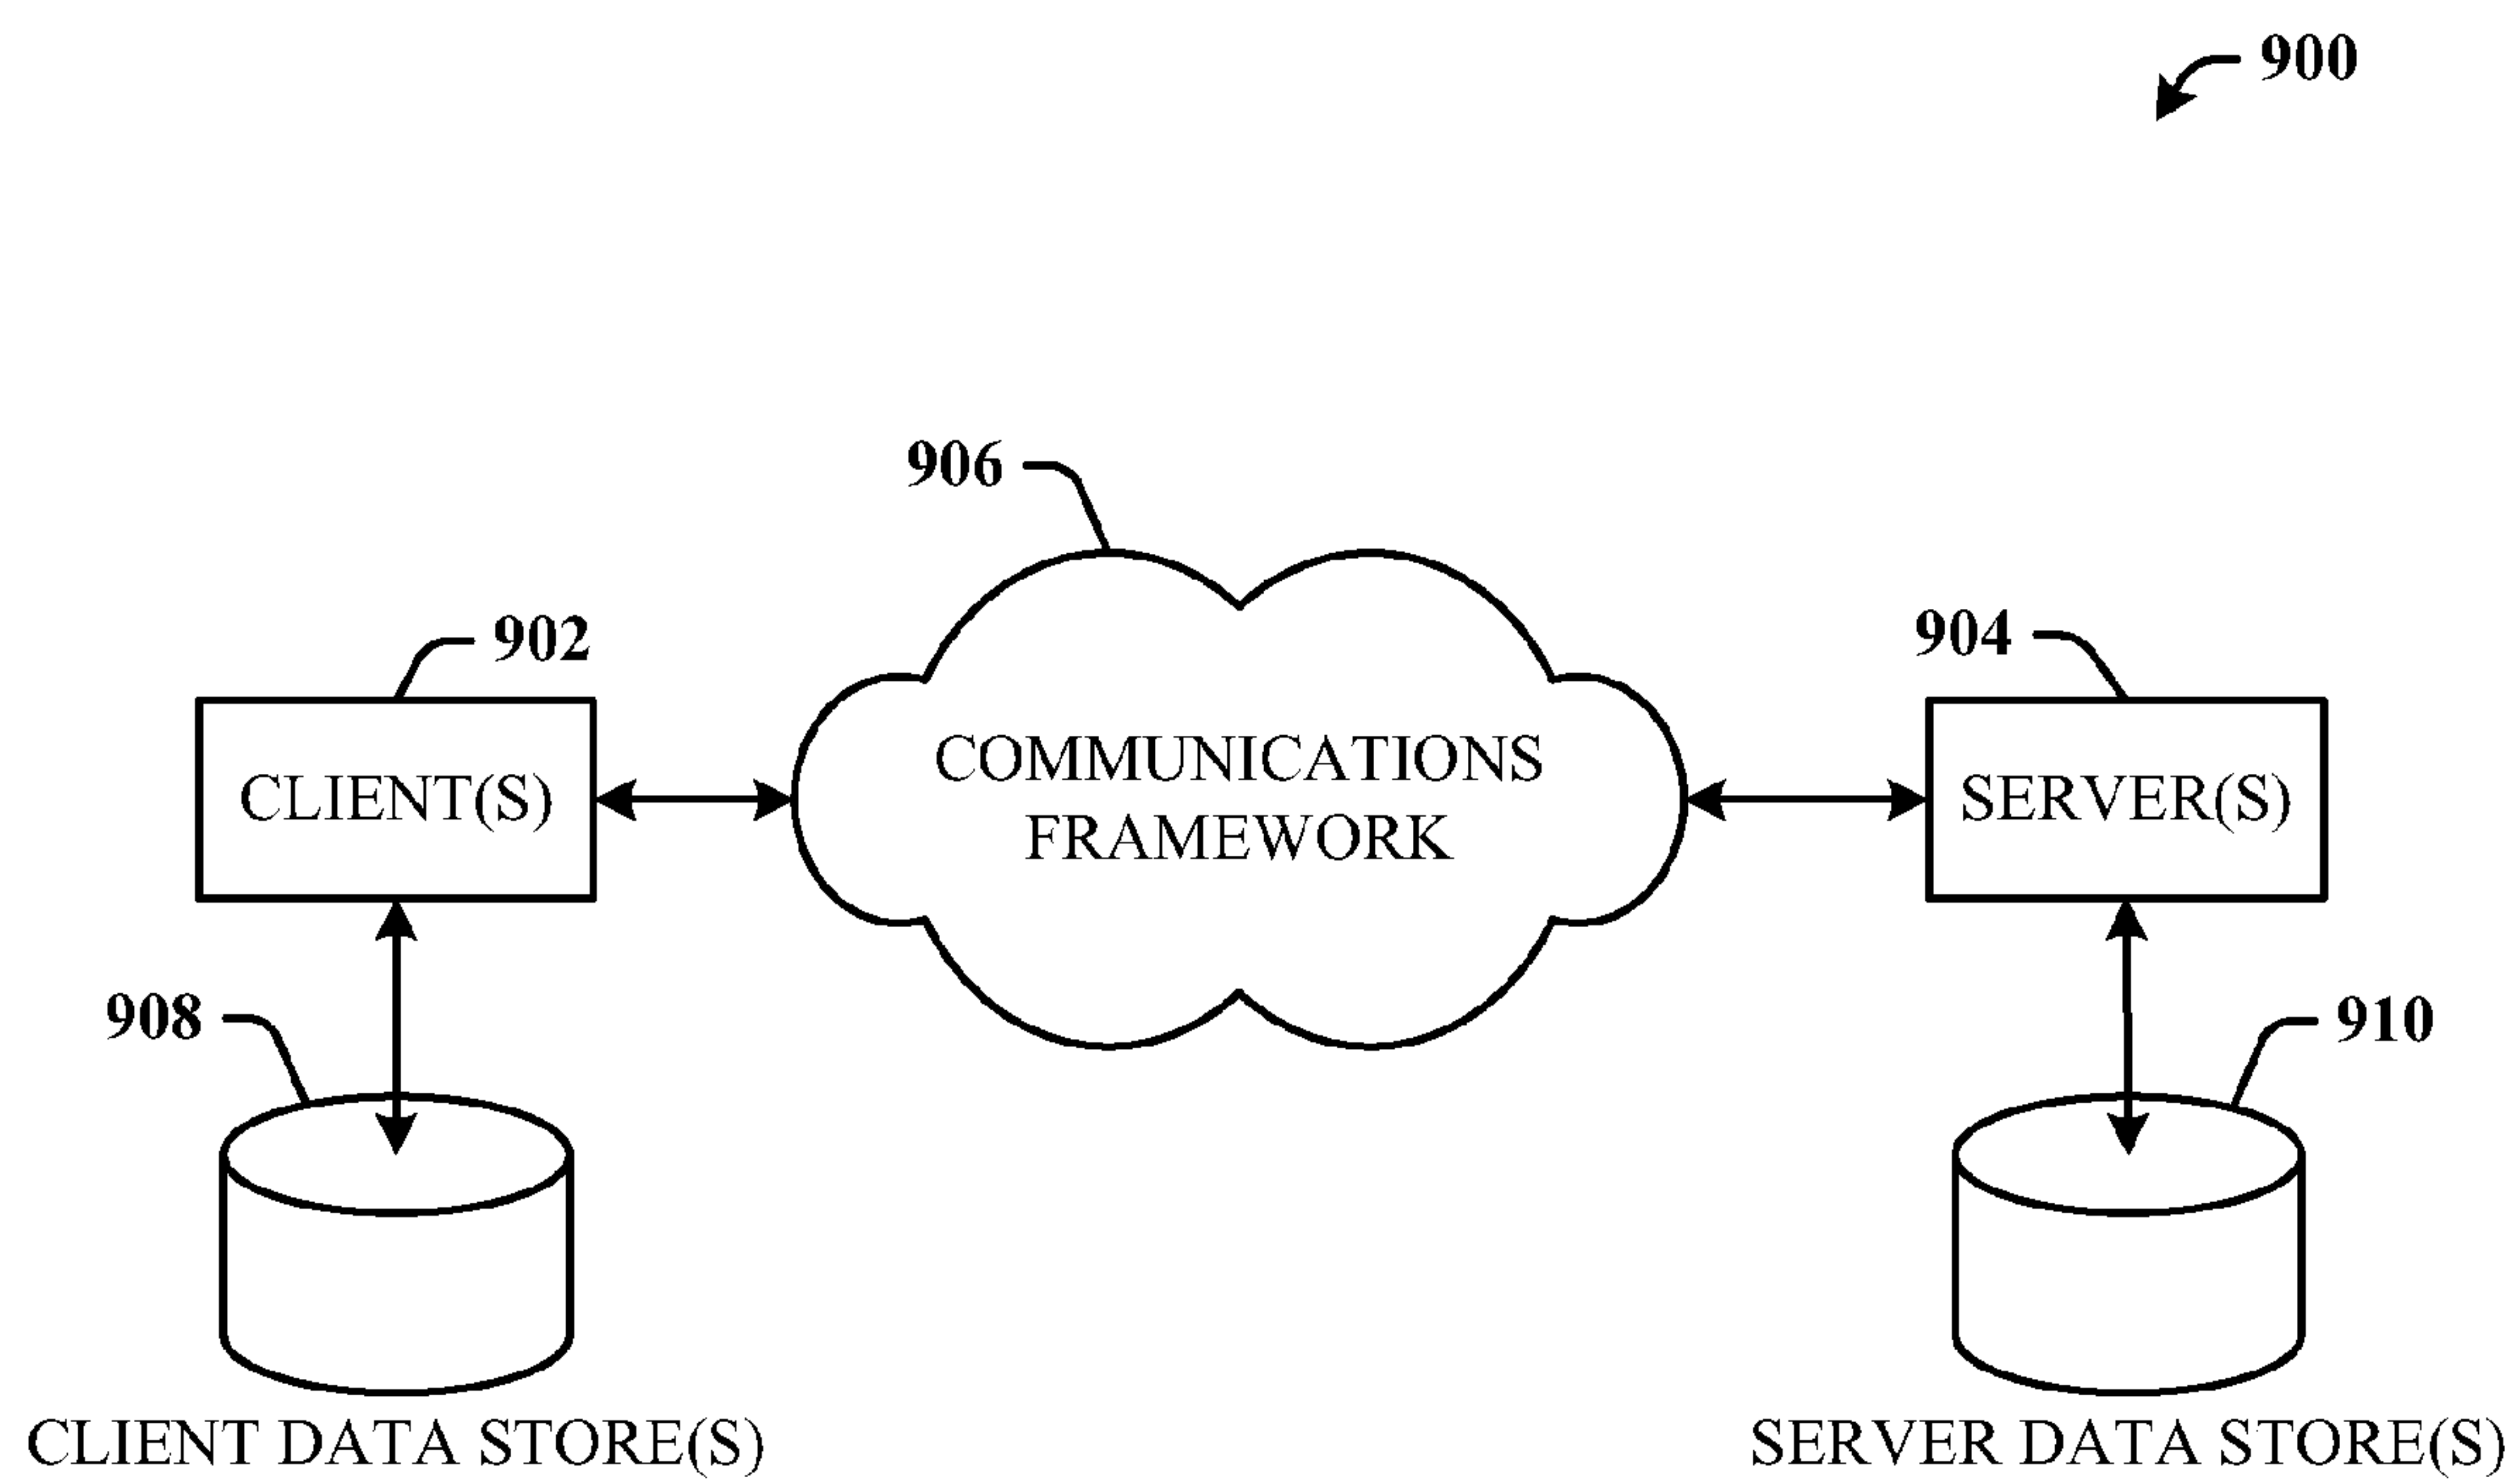 900
906
902
904
CLIENT(S)
COMMUNICATIONS
FRAMEWORK
SERVER(S)
908
910
CLIENT DATA STORE(S)
SERVER DATA STORE(S)